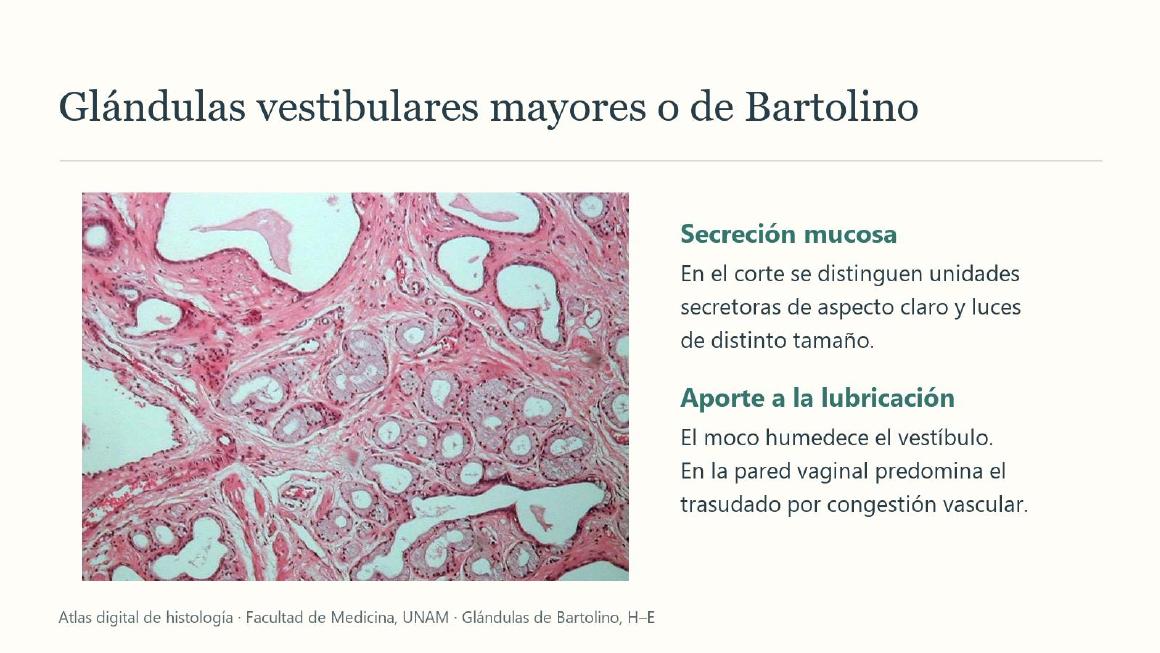 Glándulas vestibulares mayores o de Bartolino
Secreción mucosa
En el corte se distinguen unidades
secretoras de aspecto claro y luces
de distinto tamaño.
Aporte a la lubricación
El moco humedece el vestíbulo.
En la pared vaginal predomina el
trasudado por congestión vascular.
Atlas digital de histología · Facultad de Medicina, UNAM · Glándulas de Bartolino, H–E